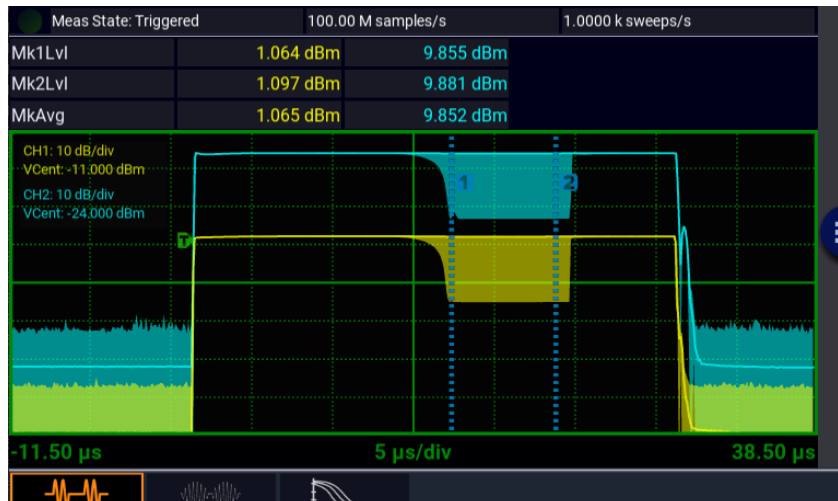 Meas State: Triggered 100.00 M samples/s 1.0000 k sweeps/s
Mk1Lvl 1.064 dBm 9.855 dBm
Mk2Lvl 1.097 dBm 9.881 dBm
MkAvg 1.065 dBm 9.852 dBm
CH1: 10 dB/div
VCent: -11.000 dBm
CH2: 10 dB/div
VCent: -24.000 dBm
1 2
T
-11.50 µs 5 µs/div 38.50 µs